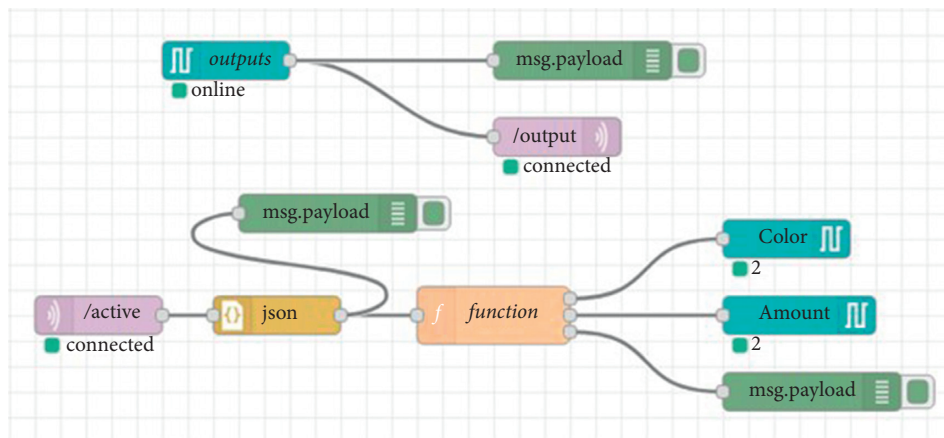 outputs
msg.payload
online
/output
connected
msg.payload
Color
2
/active
json
f function
Amount
connected
2
msg.payload